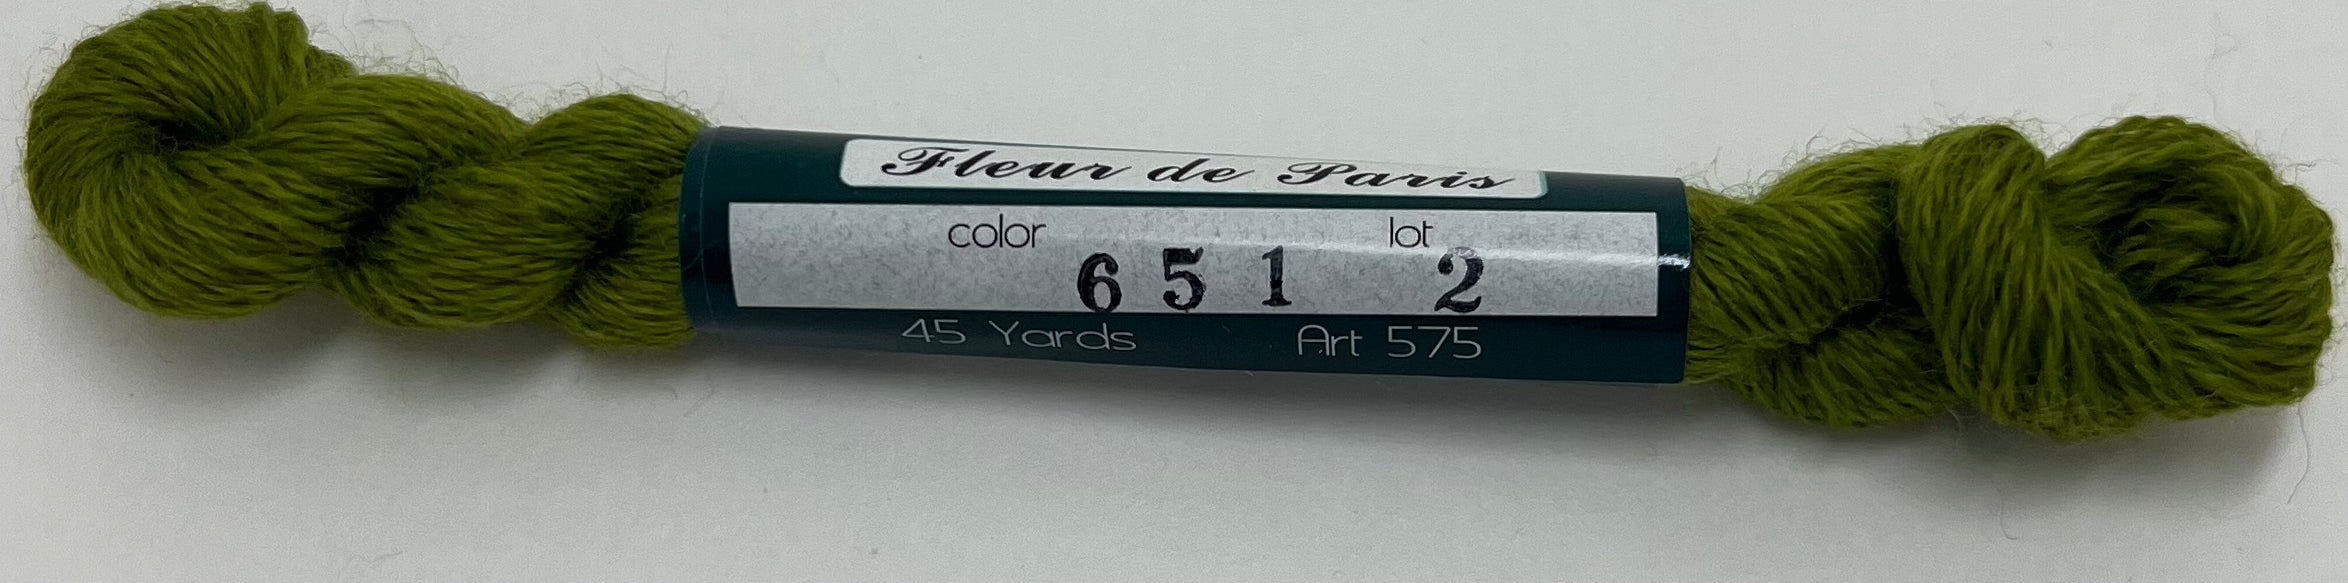 Fleur de Paris
color lot
6 5 1 2
45 Yards Art 575